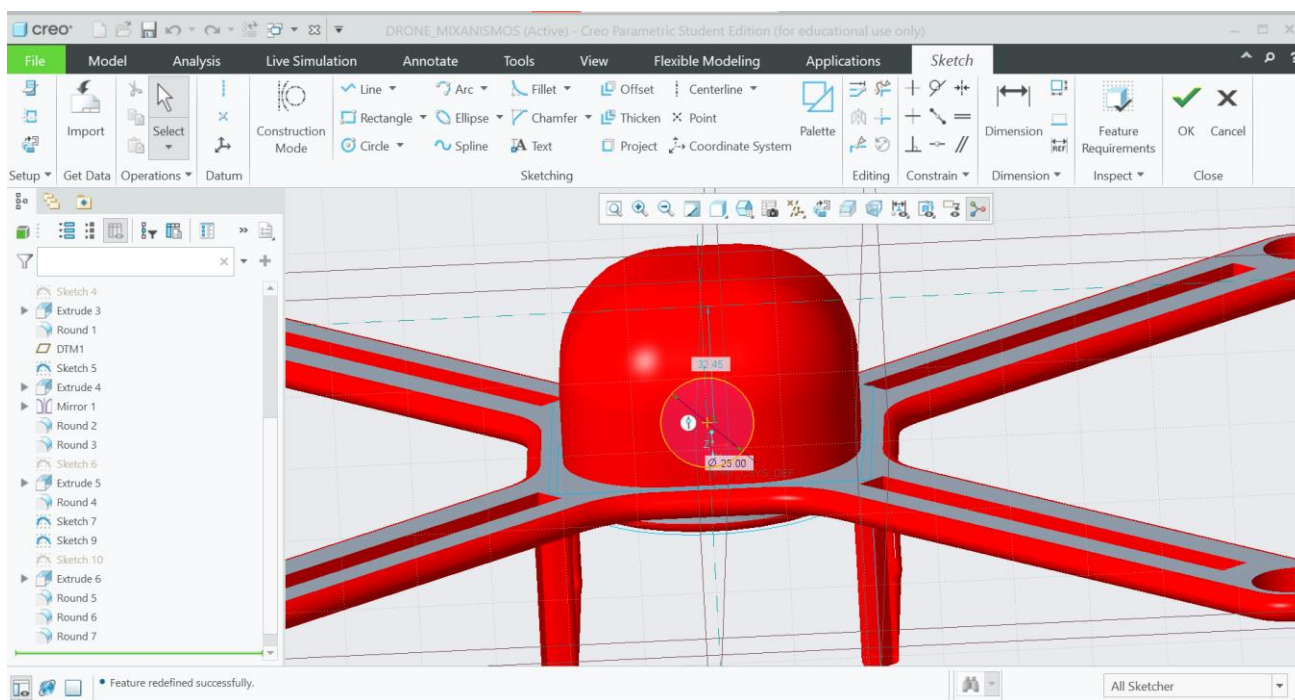 creo®
DRONE_MIXANISMOS (Active) - Creo Parametric Student Edition (for educational use only)
File Model Analysis Live Simulation Annotate Tools View Flexible Modeling Applications Sketch
Line Arc Fillet Offset Centerline
Import Select Construction Mode Rectangle Ellipse Chamfer Thicken Point Palette Dimension Feature Requirements OK Cancel
Circle Spline Text Project Coordinate System
Setup Get Data Operations Datum Sketching Editing Constrain Dimension Inspect Close
Sketch 4
Extrude 3
Round 1
DTM1
Sketch 5
Extrude 4
Mirror 1
Round 2
Round 3
Sketch 6
Extrude 5
Round 4
Sketch 7
Sketch 9
Sketch 10
Extrude 6
Round 5
Round 6
Round 7
32.45
Z
Ø 25.00
• Feature redefined successfully.
All Sketcher